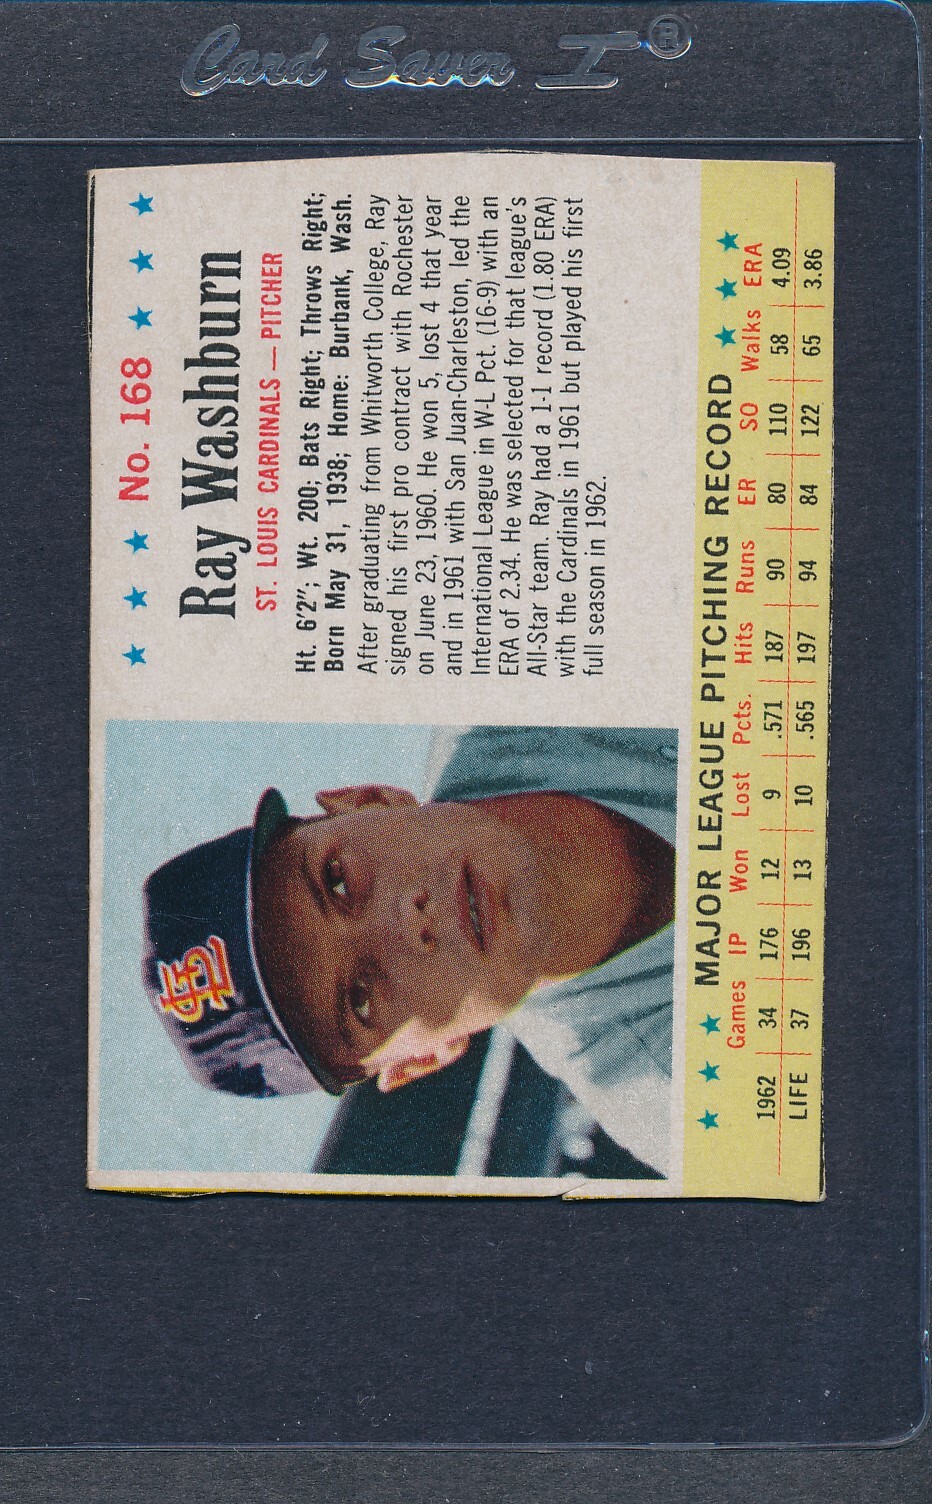 Card Saver I®
No. 168
Ray Washburn
ST. LOUIS CARDINALS — PITCHER
Ht. 6'2"; Wt. 200; Bats Right; Throws Right;
Born May 31, 1938; Home: Burbank, Wash.
After graduating from Whitworth College, Ray
signed his first pro contract with Rochester
on June 23, 1960. He won 5, lost 4 that year
and in 1961 with San Juan-Charleston, led the
International League in W-L Pct. (16-9) with an
ERA of 2.34. He was selected for that league's
All-Star team. Ray had a 1-1 record (1.80 ERA)
with the Cardinals in 1961 but played his first
full season in 1962.
STL
MAJOR LEAGUE PITCHING RECORD
Games IP Won Lost Pcts. Hits Runs ER SO Walks ERA
1962 34 176 12 9 .571 187 90 80 110 58 4.09
LIFE 37 196 13 10 .565 197 94 84 122 65 3.86